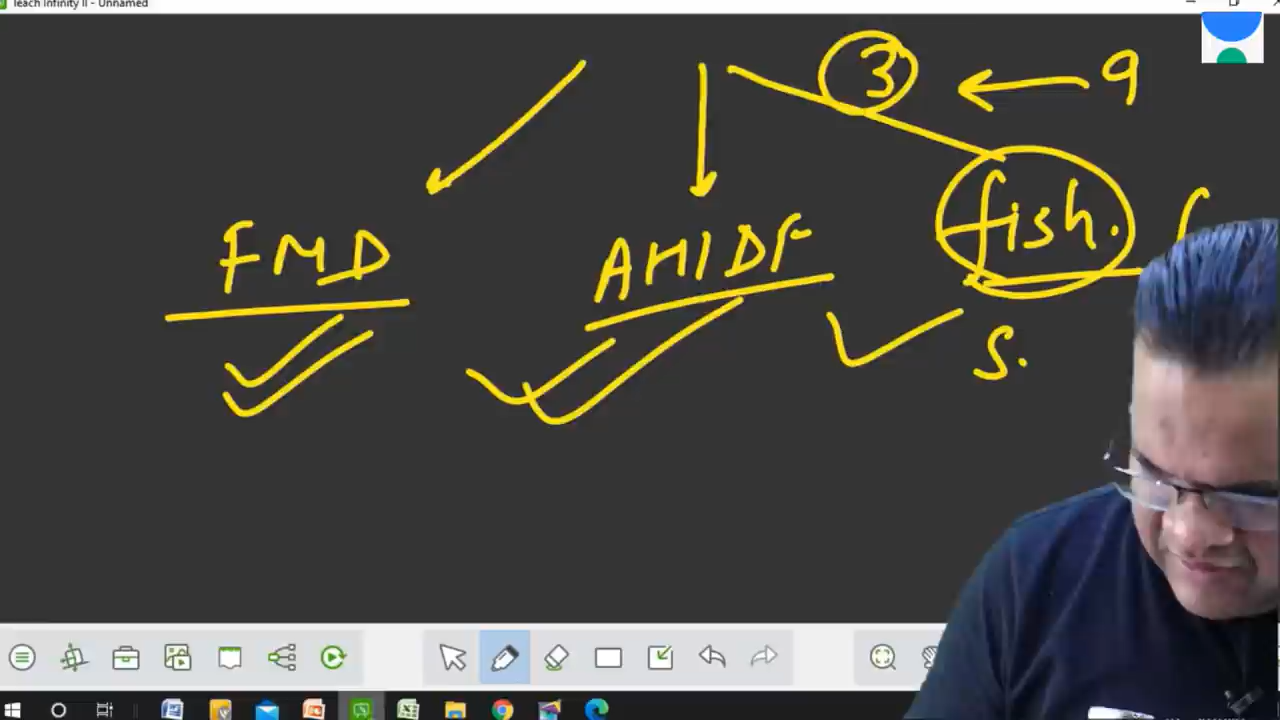 Teach Infinity II - Unnamed
3 ← 9
fish.
FMD
AHIDF
S.